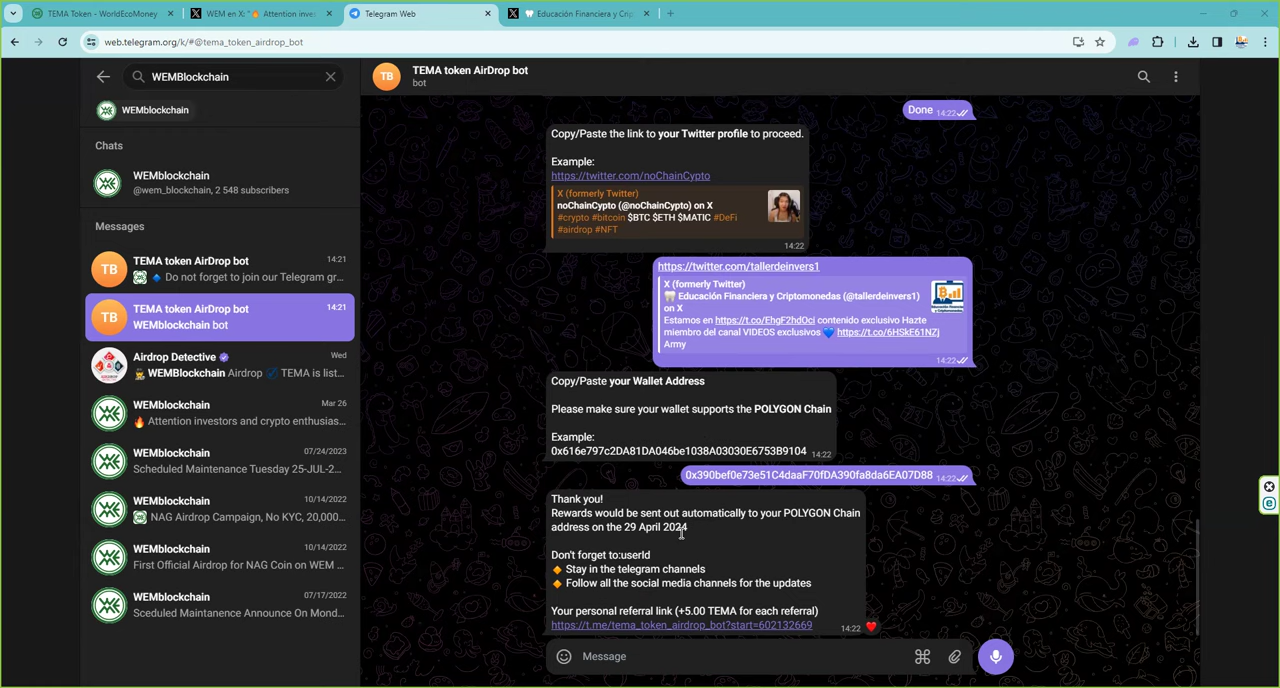 TEMA Token - WorldEcoMoney
WEM en X: "🔥 Attention inves
Telegram Web
🦷 Educación Financiera y Crip
web.telegram.org/k/#@tema_token_airdrop_bot
WEMBlockchain
WEMblockchain
Chats
WEMblockchain
@wem_blockchain, 2 548 subscribers
Messages
TEMA token AirDrop bot 14:21
🔹 Do not forget to join our Telegram gr...
TEMA token AirDrop bot 14:21
WEMblockchain bot
Airdrop Detective Wed
WEMBlockchain Airdrop TEMA is list...
WEMblockchain Mar 26
🔥 Attention investors and crypto enthusias...
WEMblockchain 07/24/2023
Scheduled Maintenance Tuesday 25-JUL-2...
WEMblockchain 10/14/2022
NAG Airdrop Campaign, No KYC, 20,000...
WEMblockchain 10/14/2022
First Official Airdrop for NAG Coin on WEM ...
WEMblockchain 07/17/2022
Sceduled Maintanence Announce On Mond...
TB TEMA token AirDrop bot
bot
Done 14:22
Copy/Paste the link to your Twitter profile to proceed.
Example:
https://twitter.com/noChainCypto
X (formerly Twitter)
noChainCypto (@noChainCypto) on X
#crypto #bitcoin $BTC $ETH $MATIC #DeFi
#airdrop #NFT
14:22
https://twitter.com/tallerdeinvers1
X (formerly Twitter)
🦷 Educación Financiera y Criptomonedas (@tallerdeinvers1)
on X
Estamos en https://t.co/EhgF2hdOci contenido exclusivo Hazte
miembro del canal VIDEOS exclusivos 💙 https://t.co/6HSkE61NZj
Army
14:22
Copy/Paste your Wallet Address
Please make sure your wallet supports the POLYGON Chain
Example:
0x616e797c2DA81DA046be1038A03030E6753B9104 14:22
0x390bef0e73e51C4daaF70fDA390fa8da6EA07D88 14:22
Thank you!
Rewards would be sent out automatically to your POLYGON Chain
address on the 29 April 2024
Don't forget to:userId
🔸 Stay in the telegram channels
🔸 Follow all the social media channels for the updates
Your personal referral link (+5.00 TEMA for each referral)
https://t.me/tema_token_airdrop_bot?start=602132669 14:22
Message